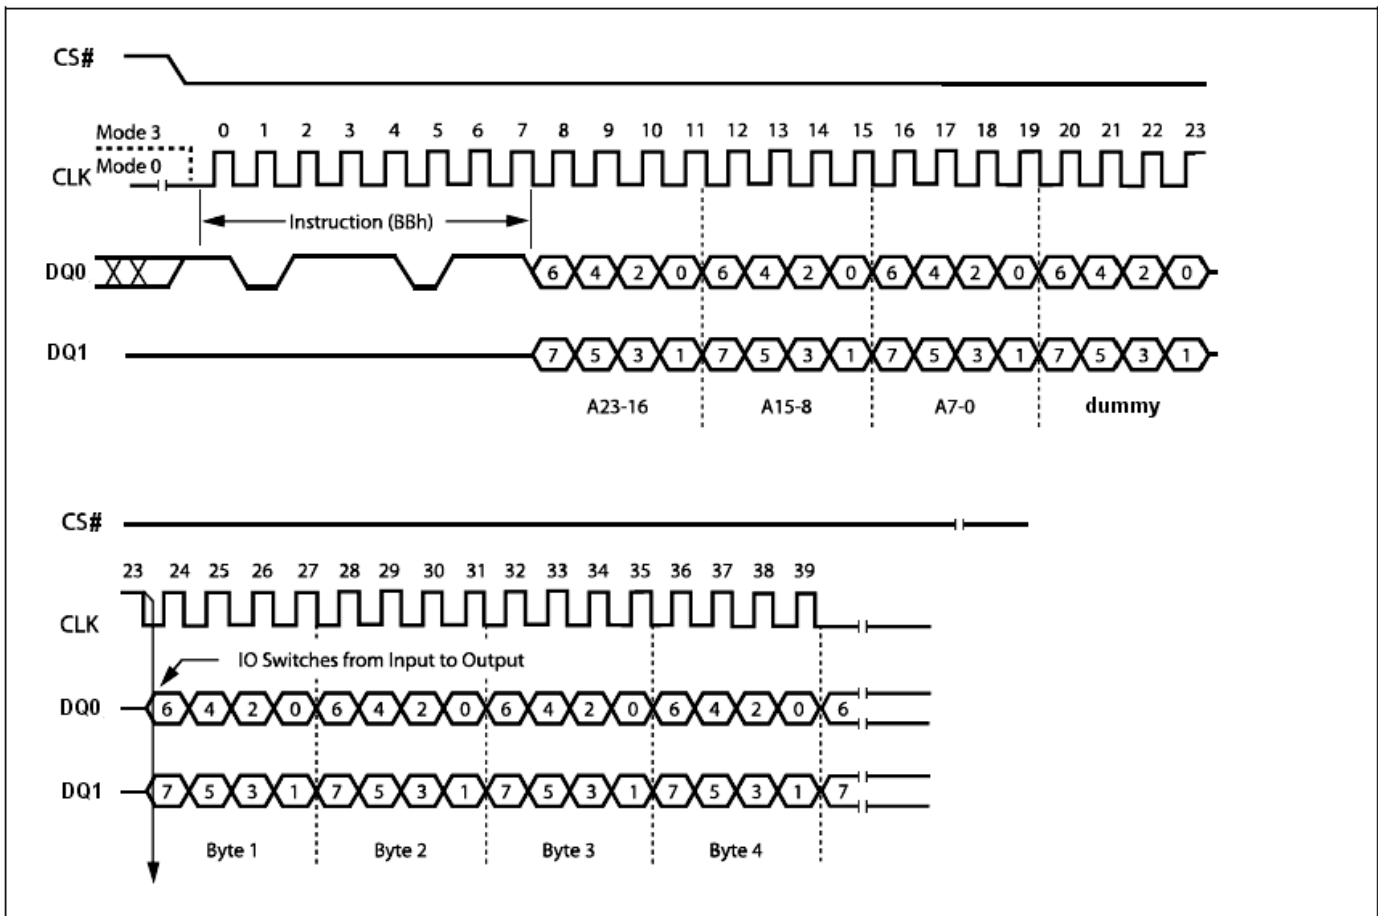 CS#
Mode 3
0 1 2 3 4 5 6 7 8 9 10 11 12 13 14 15 16 17 18 19 20 21 22 23
Mode 0
CLK
Instruction (BBh)
DQ0 6 4 2 0 6 4 2 0 6 4 2 0 6 4 2 0
DQ1 7 5 3 1 7 5 3 1 7 5 3 1 7 5 3 1
A23-16 A15-8 A7-0 dummy
CS#
23 24 25 26 27 28 29 30 31 32 33 34 35 36 37 38 39
CLK
IO Switches from Input to Output
DQ0 6 4 2 0 6 4 2 0 6 4 2 0 6 4 2 0 6
DQ1 7 5 3 1 7 5 3 1 7 5 3 1 7 5 3 1 7
Byte 1 Byte 2 Byte 3 Byte 4